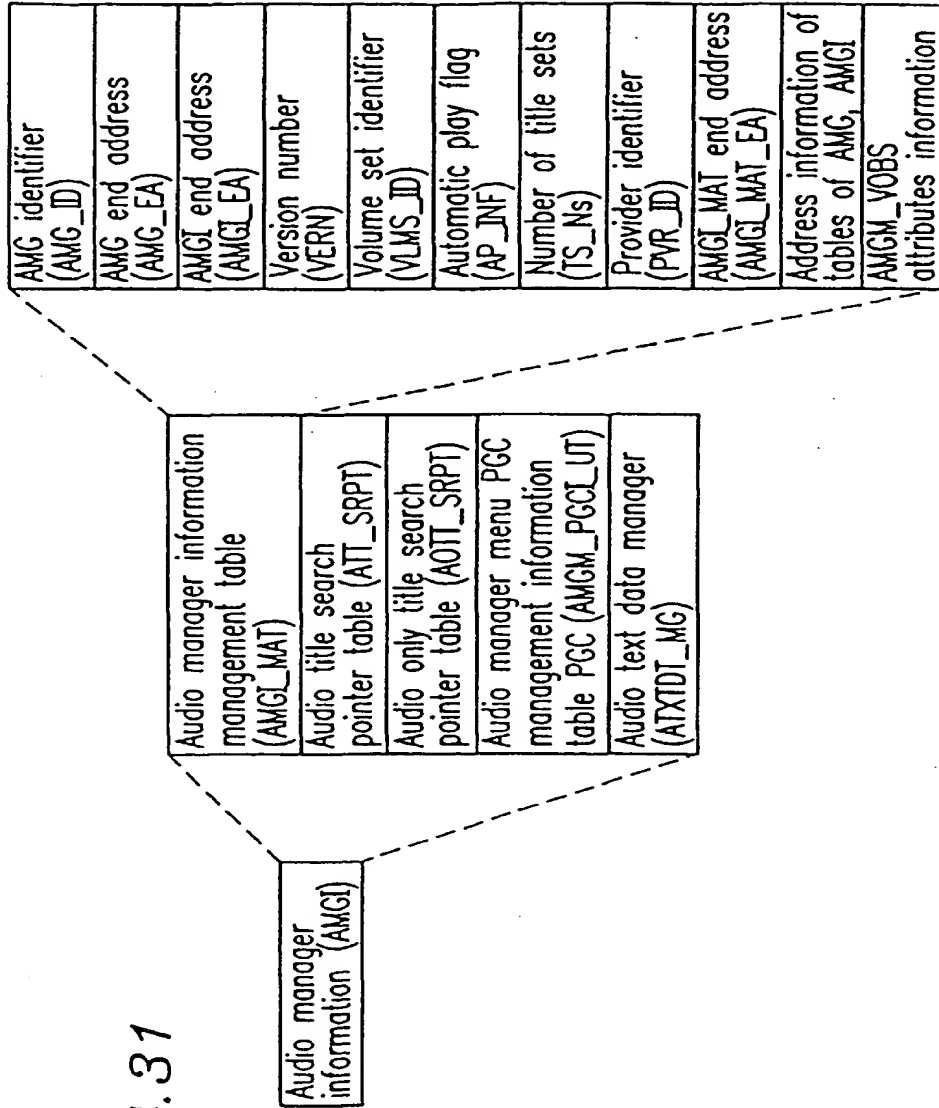 .31
Audio manager
information (AMGI)
Audio manager information
management table
(AMGI_MAT)
Audio title search
pointer table (ATT_SRPT)
Audio only title search
pointer table (AOTT_SRPT)
Audio manager menu PGC
management information
table PGC (AMGM_PGCI_UT)
Audio text data manager
(ATXTDT_MG)
AMG identifier
(AMG_ID)
AMG end address
(AMG_EA)
AMGI end address
(AMGI_EA)
Version number
(VERN)
Volume set identifier
(VLMS_ID)
Automatic play flag
(AP_INF)
Number of title sets
(TS_Ns)
Provider identifier
(PVR_ID)
AMGI_MAT end address
(AMGI_MAT_EA)
Address information of
tables of AMG, AMGI
AMGM_VOBS
attributes information